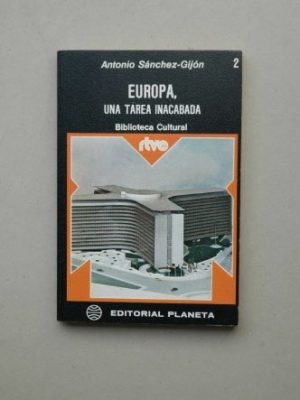 Antonio Sánchez-Gijón 2
EUROPA,
UNA TAREA INACABADA
Biblioteca Cultural
rtve
EDITORIAL PLANETA